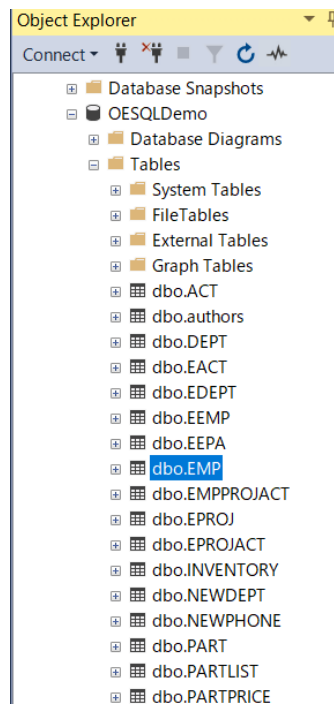 Object Explorer
Connect
Database Snapshots
OESQLDemo
Database Diagrams
Tables
System Tables
FileTables
External Tables
Graph Tables
dbo.ACT
dbo.authors
dbo.DEPT
dbo.EACT
dbo.EDEPT
dbo.EEMP
dbo.EEPA
dbo.EMP
dbo.EMPPROJACT
dbo.EPROJ
dbo.EPROJACT
dbo.INVENTORY
dbo.NEWDEPT
dbo.NEWPHONE
dbo.PART
dbo.PARTLIST
dbo.PARTPRICE